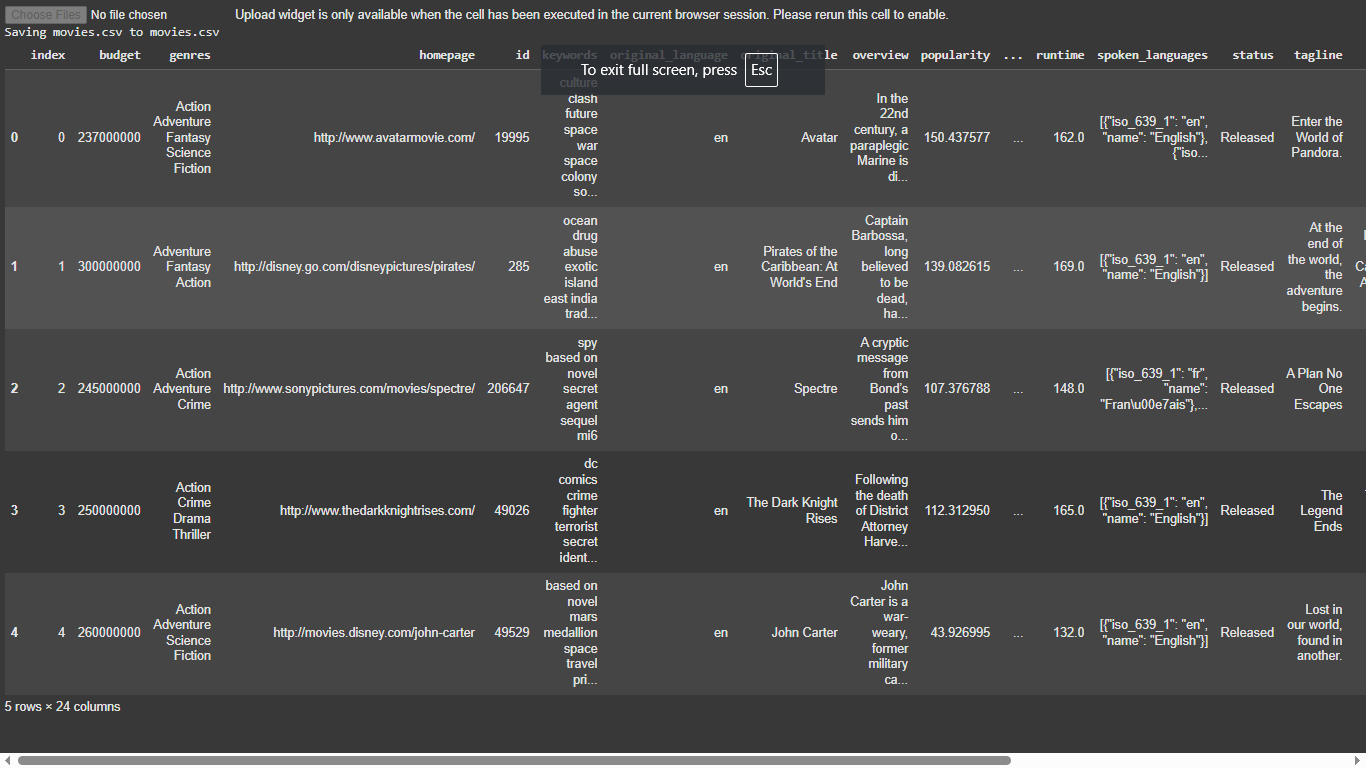 Choose Files No file chosen Upload widget is only available when the cell has been executed in the current browser session. Please rerun this cell to enable.
Saving movies.csv to movies.csv
index budget genres homepage id keywords original_language original_title overview popularity ... runtime spoken_languages status tagline
To exit full screen, press Esc
0 0 237000000
Action
Adventure
Fantasy
Science
Fiction
http://www.avatarmovie.com/ 19995
culture
clash
future
space
war
space
colony
so...
en Avatar
In the
22nd
century, a
paraplegic
Marine is
di...
150.437577 ... 162.0
[{"iso_639_1": "en",
"name": "English"},
{"iso...
Released
Enter the
World of
Pandora.
1 1 300000000
Adventure
Fantasy
Action
http://disney.go.com/disneypictures/pirates/ 285
ocean
drug
abuse
exotic
island
east india
trad...
en
Pirates of the
Caribbean: At
World's End
Captain
Barbossa,
long
believed
to be
dead,
ha...
139.082615 ... 169.0
[{"iso_639_1": "en",
"name": "English"}]
Released
At the
end of
the world,
the
adventure
begins.
2 2 245000000
Action
Adventure
Crime
http://www.sonypictures.com/movies/spectre/ 206647
spy
based on
novel
secret
agent
sequel
mi6
en Spectre
A cryptic
message
from
Bond's
past
sends him
o...
107.376788 ... 148.0
[{"iso_639_1": "fr",
"name":
"Fran\u00e7ais"},...
Released
A Plan No
One
Escapes
3 3 250000000
Action
Crime
Drama
Thriller
http://www.thedarkknightrises.com/ 49026
dc
comics
crime
fighter
terrorist
secret
ident...
en
The Dark Knight
Rises
Following
the death
of District
Attorney
Harve...
112.312950 ... 165.0
[{"iso_639_1": "en",
"name": "English"}]
Released
The
Legend
Ends
4 4 260000000
Action
Adventure
Science
Fiction
http://movies.disney.com/john-carter 49529
based on
novel
mars
medallion
space
travel
pri...
en John Carter
John
Carter is a
war-
weary,
former
military
ca...
43.926995 ... 132.0
[{"iso_639_1": "en",
"name": "English"}]
Released
Lost in
our world,
found in
another.
5 rows × 24 columns